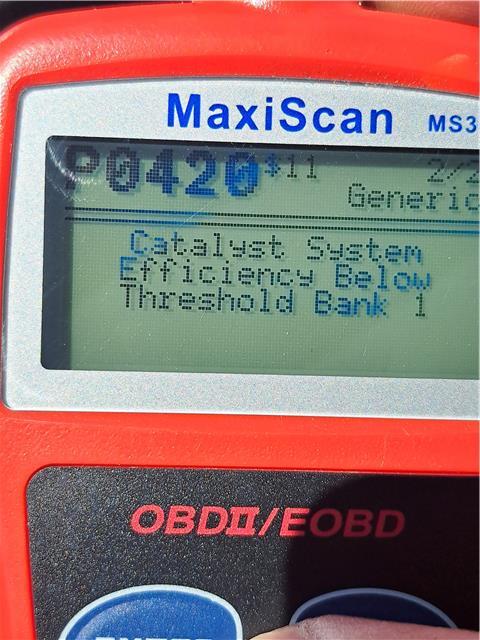 MaxiScan MS3
P0420 $11 2/2
Generic
Catalyst System
Efficiency Below
Threshold Bank 1
OBDII/EOBD